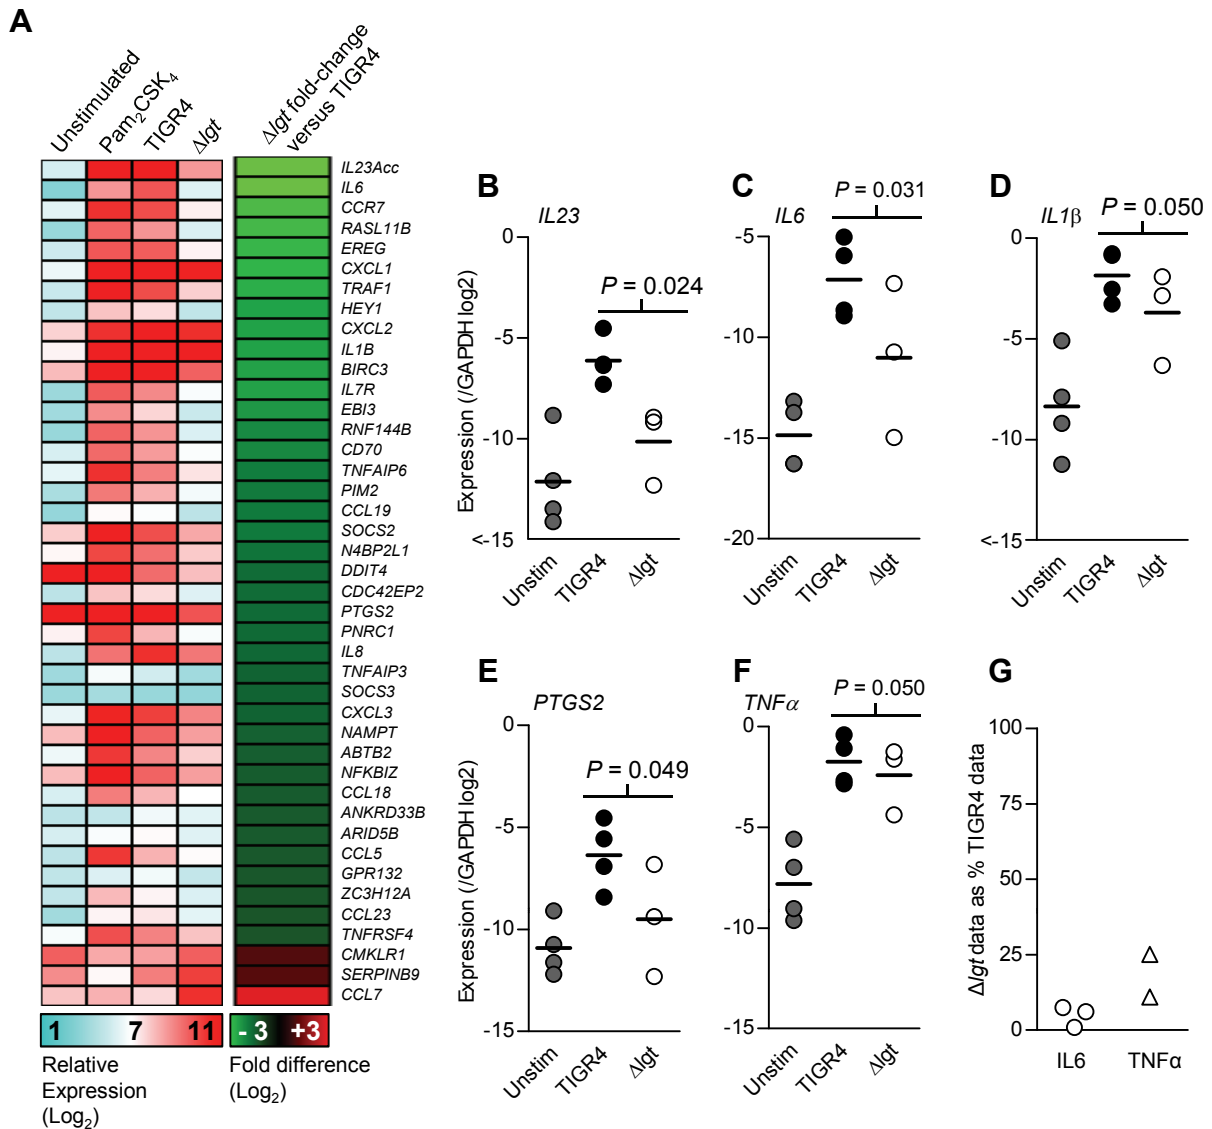 A
Unstimulated
Pam₂CSK₄
TIGR4
Δlgt
Δlgt fold-change
versus TIGR4
IL23Acc
IL6
CCR7
RASL11B
EREG
CXCL1
TRAF1
HEY1
CXCL2
IL1B
BIRC3
IL7R
EBI3
RNF144B
CD70
TNFAIP6
PIM2
CCL19
SOCS2
N4BP2L1
DDIT4
CDC42EP2
PTGS2
PNRC1
IL8
TNFAIP3
SOCS3
CXCL3
NAMPT
ABTB2
NFKBIZ
CCL18
ANKRD33B
ARID5B
CCL5
GPR132
ZC3H12A
CCL23
TNFRSF4
CMKLR1
SERPINB9
CCL7
1 7 11
Relative
Expression
(Log₂)
- 3 +3
Fold difference
(Log₂)
B
IL23
P = 0.024
Expression (/GAPDH log2)
0
-5
-10
<-15
Unstim
TIGR4
Δlgt
C
IL6
P = 0.031
-5
-10
-15
-20
Unstim
TIGR4
Δlgt
D
IL1β
P = 0.050
0
-5
-10
<-15
Unstim
TIGR4
Δlgt
E
PTGS2
P = 0.049
Expression (/GAPDH log2)
0
-5
-10
-15
Unstim
TIGR4
Δlgt
F
TNFα
P = 0.050
0
-5
-10
-15
Unstim
TIGR4
Δlgt
G
Δlgt data as % TIGR4 data
100
75
50
25
0
IL6
TNFα